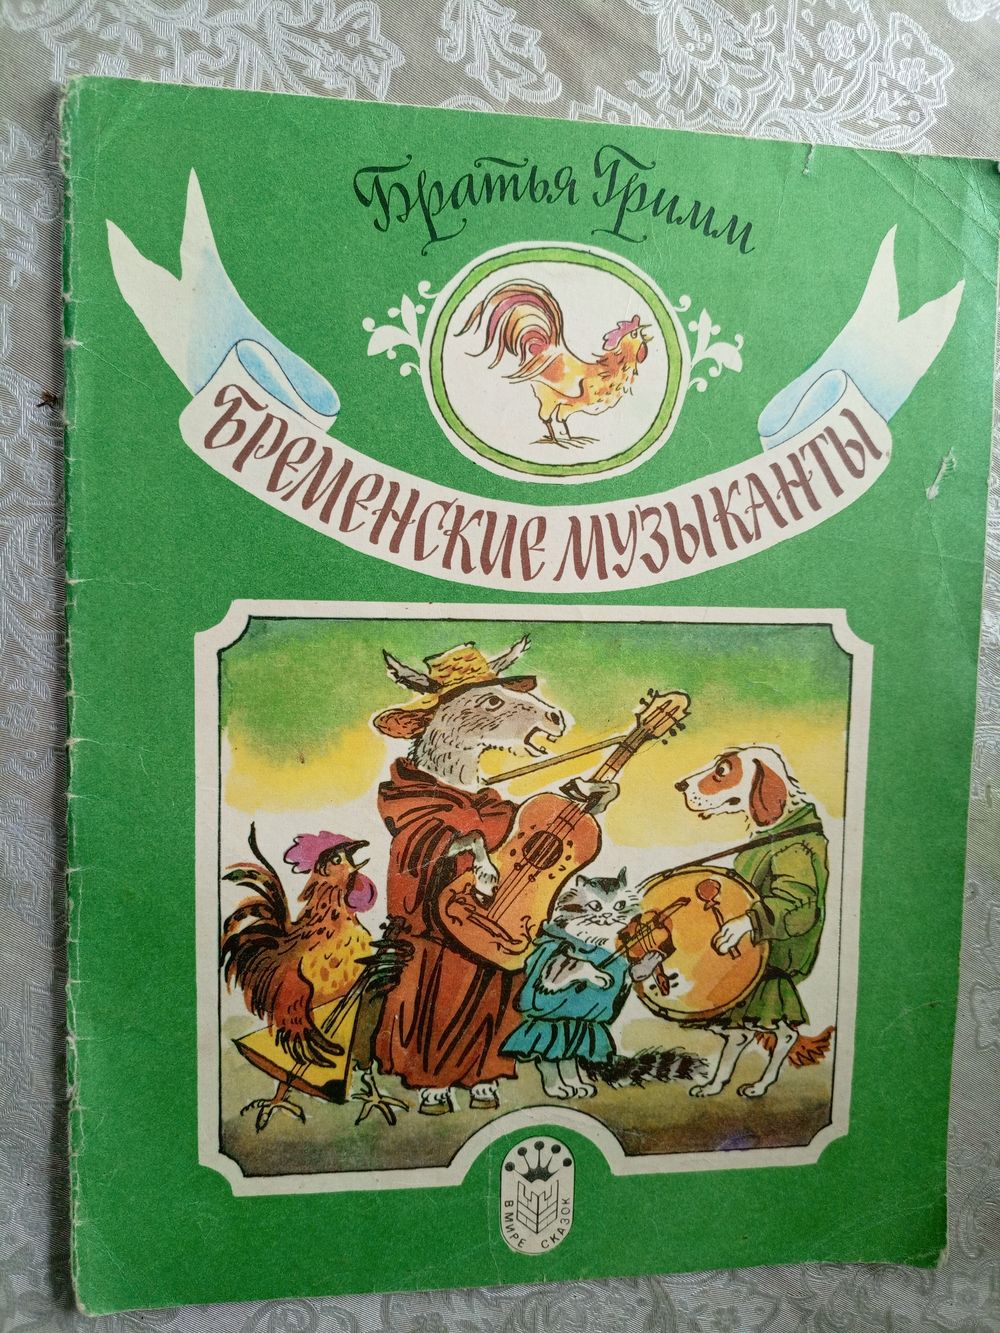 Братья Гримм
БРЕМЕНСКИЕ МУЗЫКАНТЫ
В МИРЕ СКАЗОК